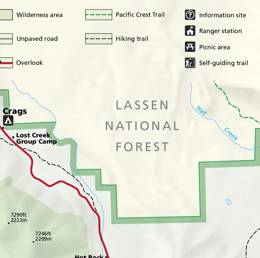 Wilderness area
Pacific Crest Trail
Information site
Unpaved road
Hiking trail
Ranger station
Picnic area
Overlook
Self-guiding trail
LASSEN
NATIONAL
FOREST
Hat
Creek
Crags
Lost Creek
Group Camp
7290ft
2222m
7246ft
2209m
Hot Rock